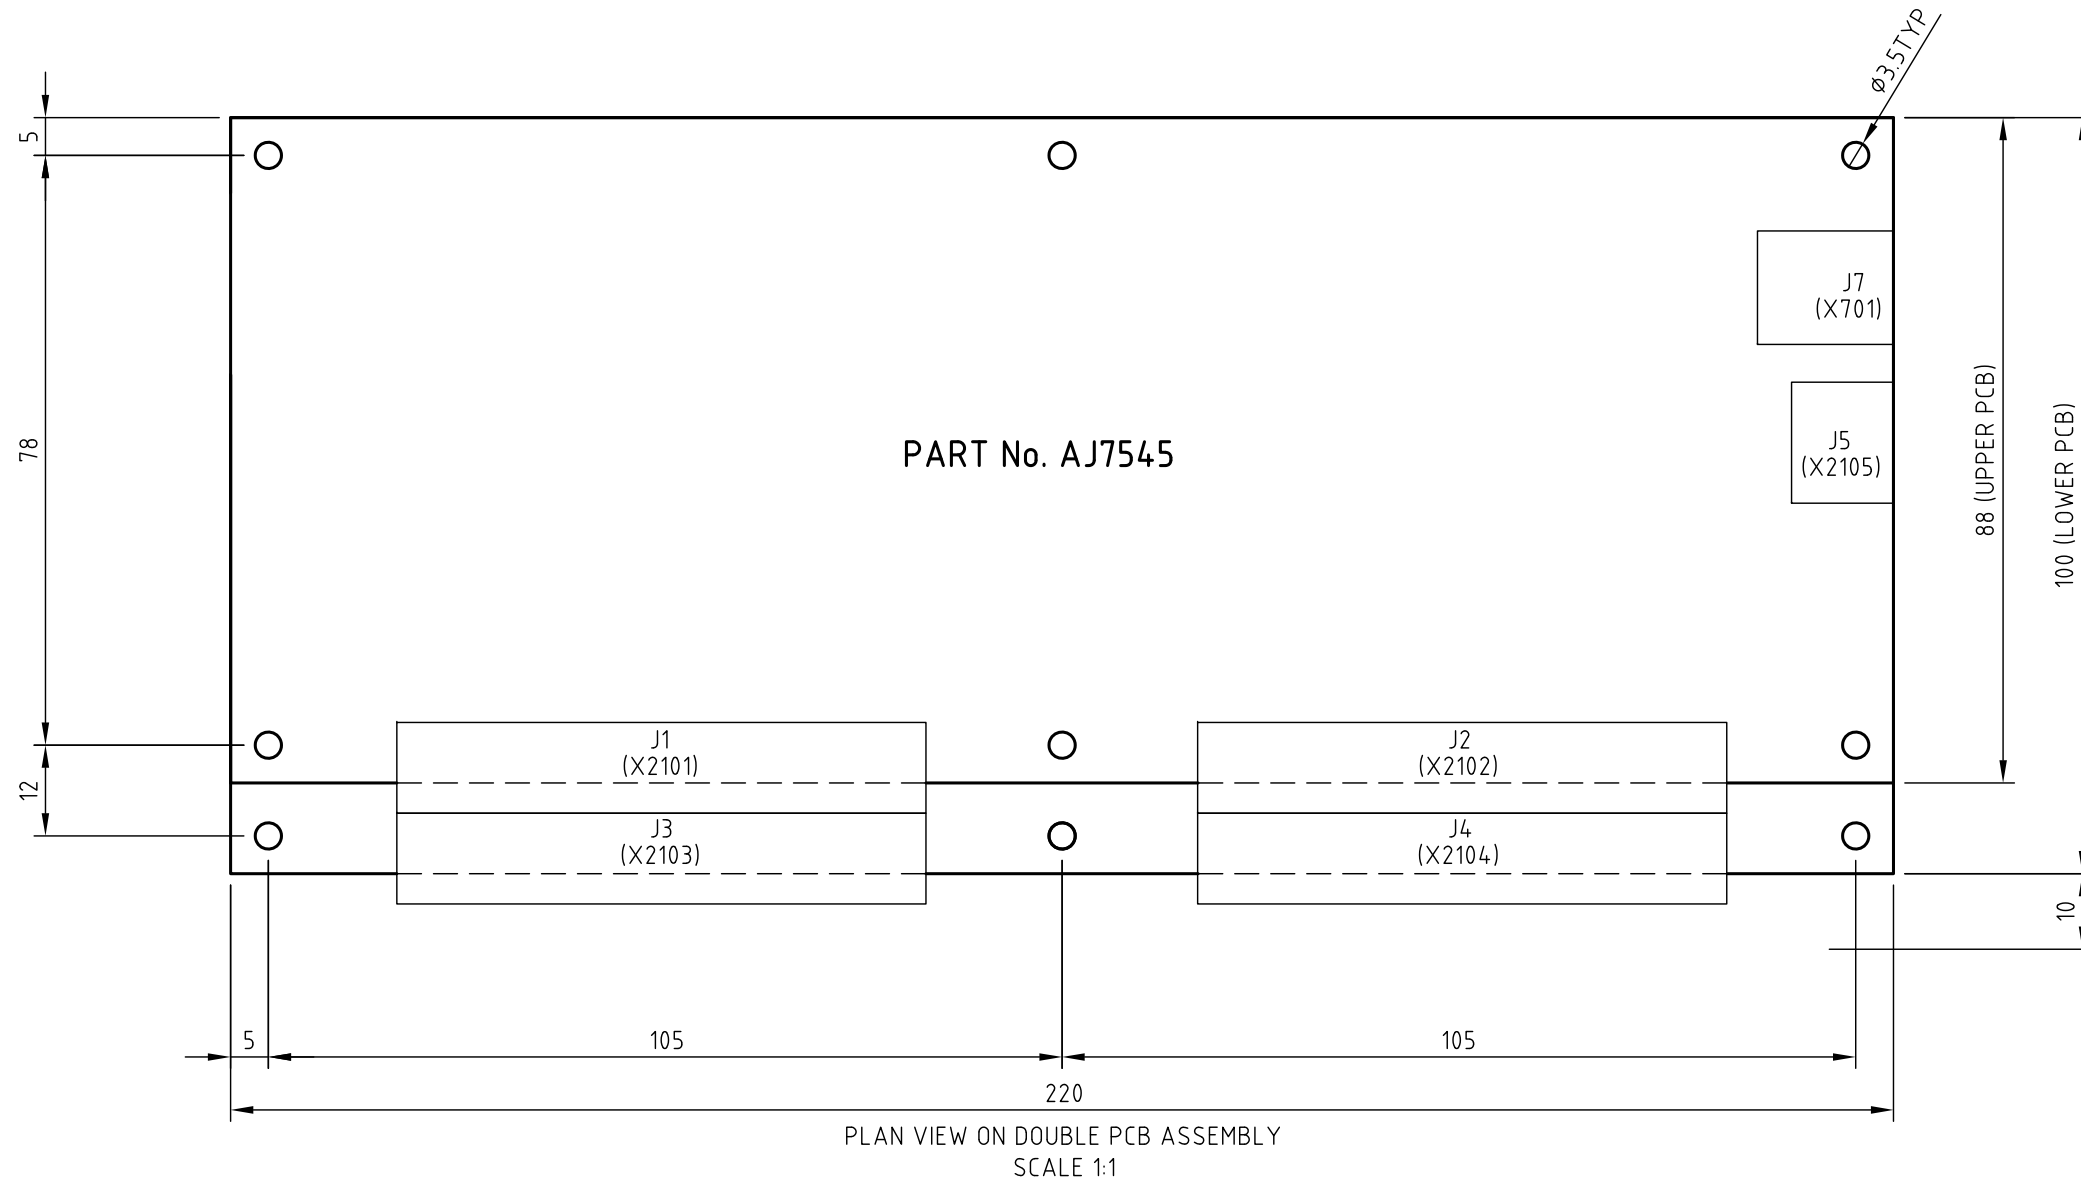 ø3.5TYP
5
J7
(X701)
78
PART No. AJ7545
J5
(X2105)
88 (UPPER PCB)
100 (LOWER PCB)
J1
(X2101)
J2
(X2102)
12
J3
(X2103)
J4
(X2104)
10
5
105
105
220
PLAN VIEW ON DOUBLE PCB ASSEMBLY
SCALE 1:1